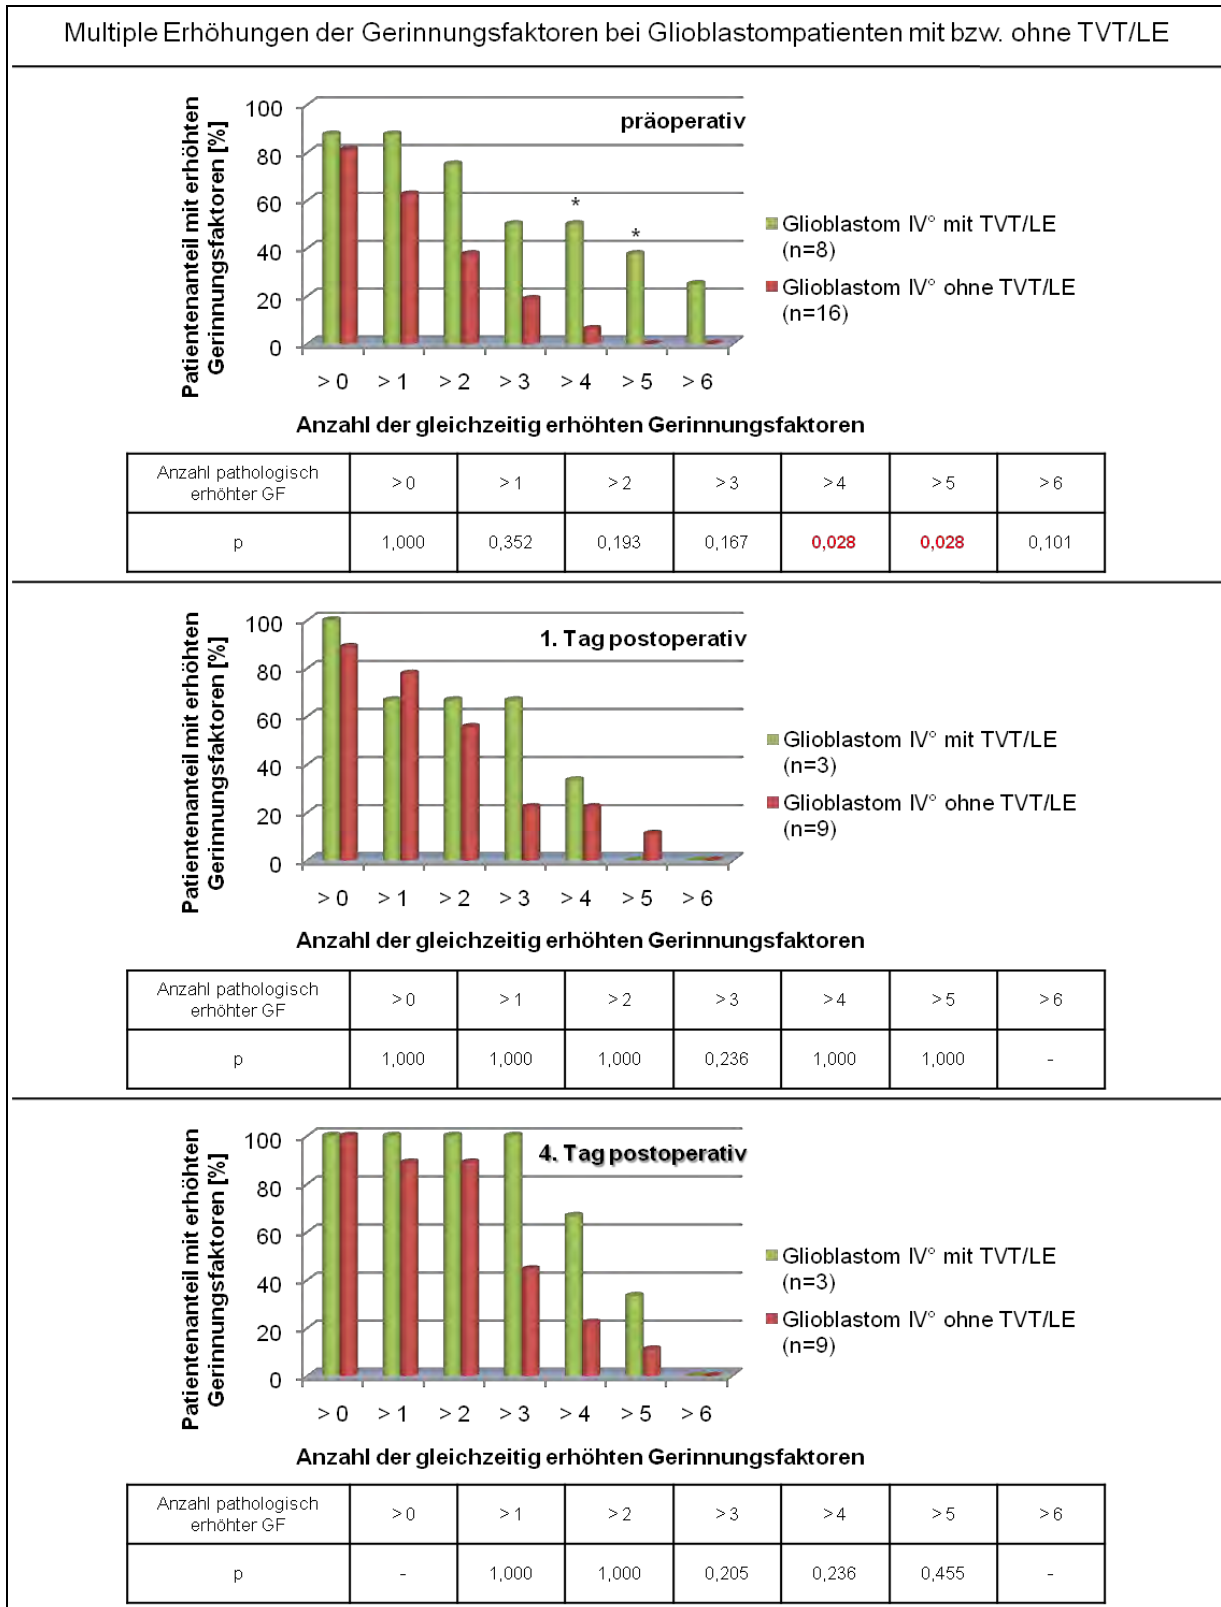 Multiple Erhöhungen der Gerinnungsfaktoren bei Glioblastompatienten mit bzw. ohne TVT/LE
Patientenanteil mit erhöhten
Gerinnungsfaktoren [%]
präoperativ
100
80
60
40
20
0
* *
> 0 > 1 > 2 > 3 > 4 > 5 > 6
Anzahl der gleichzeitig erhöhten Gerinnungsfaktoren
Glioblastom IV° mit TVT/LE
(n=8)
Glioblastom IV° ohne TVT/LE
(n=16)
Anzahl pathologisch
erhöhter GF
> 0 > 1 > 2 > 3 > 4 > 5 > 6
p 1,000 0,352 0,193 0,167 0,028 0,028 0,101
Patientenanteil mit erhöhten
Gerinnungsfaktoren [%]
1. Tag postoperativ
100
80
60
40
20
0
> 0 > 1 > 2 > 3 > 4 > 5 > 6
Anzahl der gleichzeitig erhöhten Gerinnungsfaktoren
Glioblastom IV° mit TVT/LE
(n=3)
Glioblastom IV° ohne TVT/LE
(n=9)
Anzahl pathologisch
erhöhter GF
> 0 > 1 > 2 > 3 > 4 > 5 > 6
p 1,000 1,000 1,000 0,236 1,000 1,000 -
Patientenanteil mit erhöhten
Gerinnungsfaktoren [%]
4. Tag postoperativ
100
80
60
40
20
0
> 0 > 1 > 2 > 3 > 4 > 5 > 6
Anzahl der gleichzeitig erhöhten Gerinnungsfaktoren
Glioblastom IV° mit TVT/LE
(n=3)
Glioblastom IV° ohne TVT/LE
(n=9)
Anzahl pathologisch
erhöhter GF
> 0 > 1 > 2 > 3 > 4 > 5 > 6
p - 1,000 1,000 0,205 0,236 0,455 -